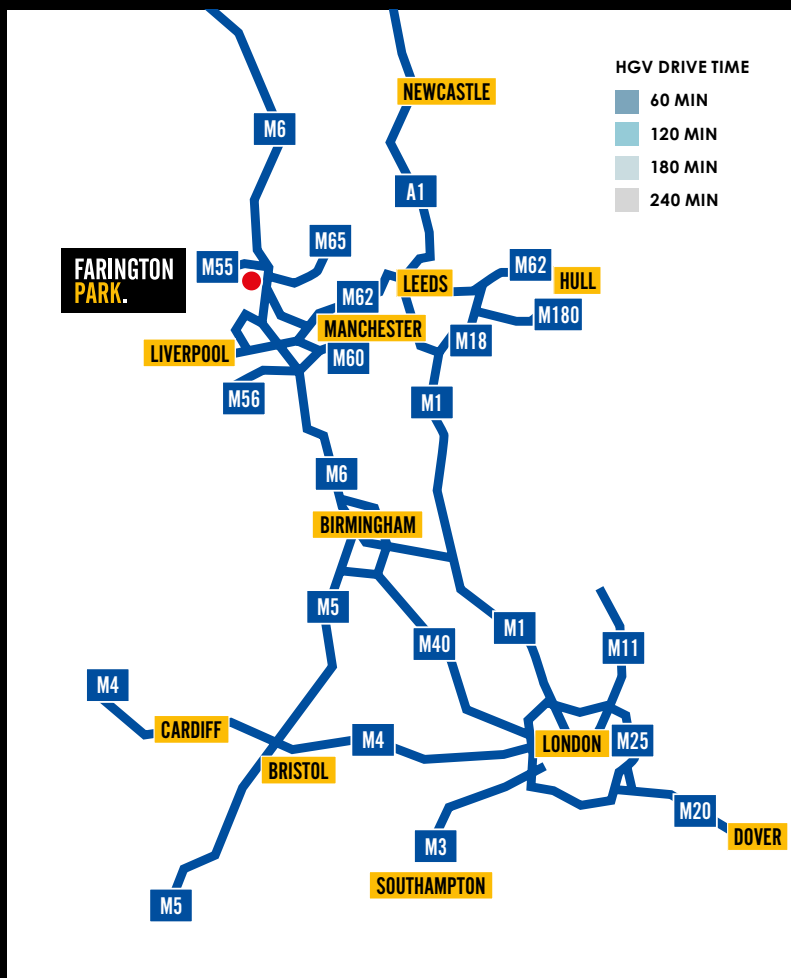 HGV DRIVE TIME
60 MIN
120 MIN
180 MIN
240 MIN
NEWCASTLE
M6
A1
M65
FARINGTON
PARK.
M55
M62
LEEDS
M62
HULL
M180
MANCHESTER
M18
LIVERPOOL
M60
M56
M1
M6
BIRMINGHAM
M5
M1
M40
M11
M4
CARDIFF
M4
LONDON
M25
BRISTOL
M20
DOVER
M3
SOUTHAMPTON
M5